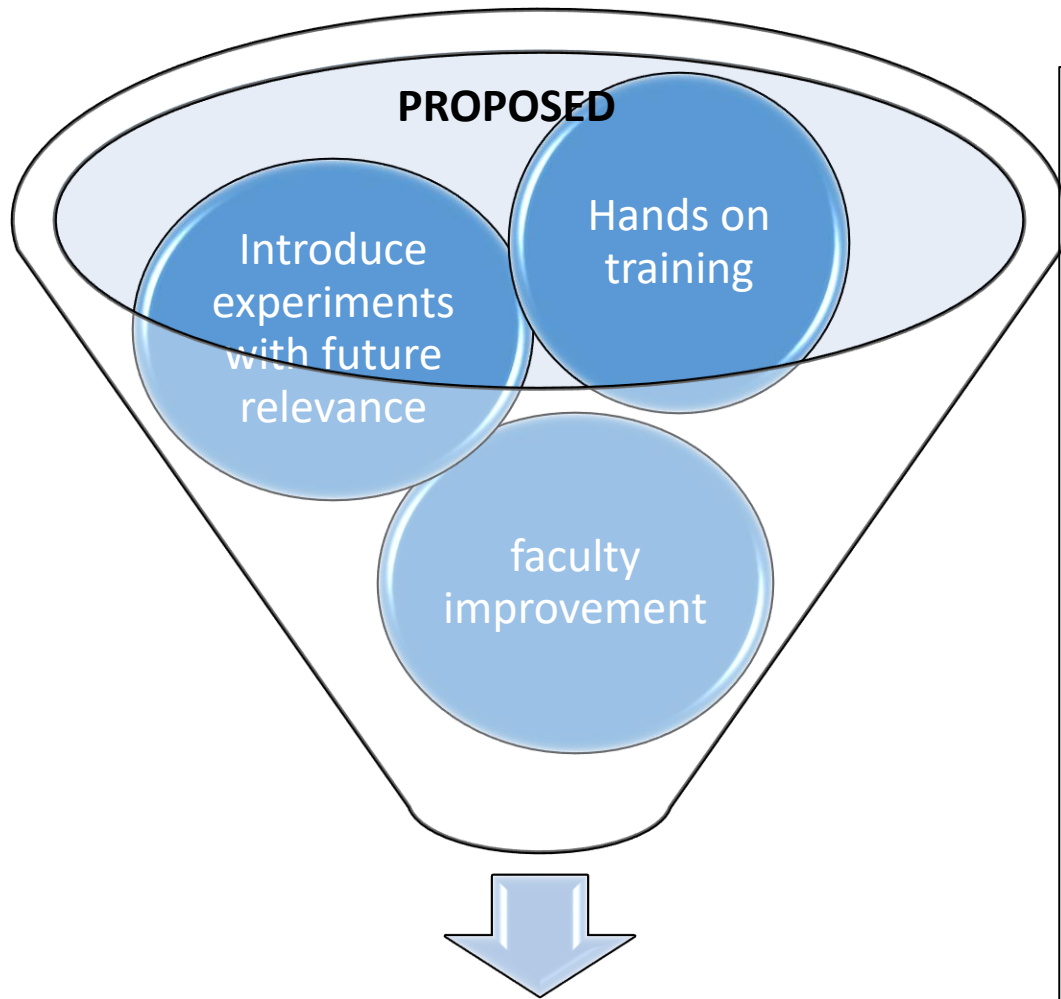 PROPOSED
Hands on
training
Introduce
experiments
with future
relevance
faculty
improvement